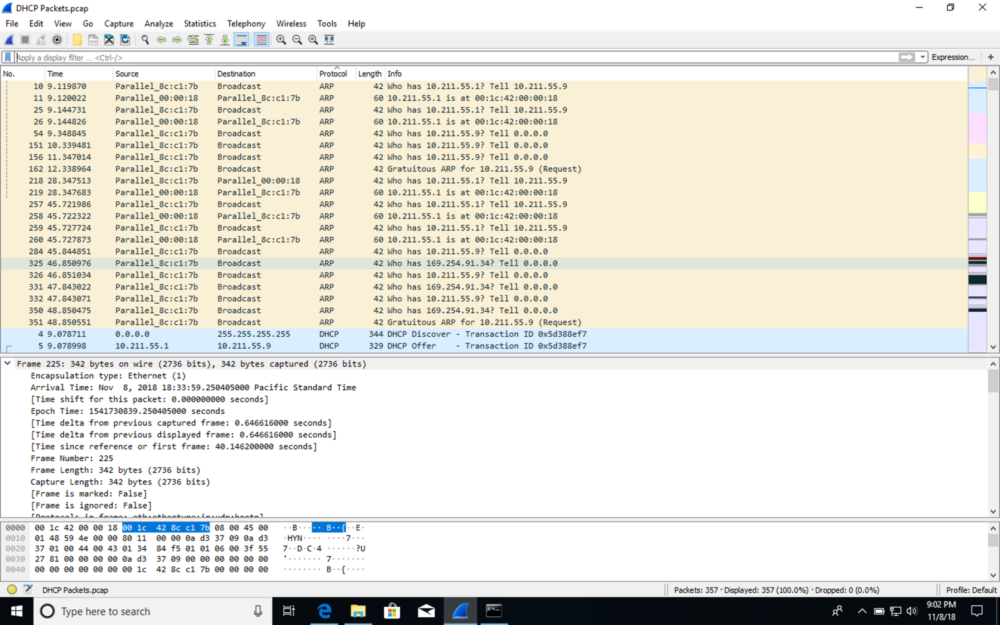 DHCP Packets.pcap
File Edit View Go Capture Analyze Statistics Telephony Wireless Tools Help
Apply a display filter ... <Ctrl-/> Expression... +
No. Time Source Destination Protocol Length Info
10 9.119870 Parallel_8c:c1:7b Broadcast ARP 42 Who has 10.211.55.1? Tell 10.211.55.9
11 9.120022 Parallel_00:00:18 Parallel_8c:c1:7b ARP 60 10.211.55.1 is at 00:1c:42:00:00:18
25 9.144731 Parallel_8c:c1:7b Broadcast ARP 42 Who has 10.211.55.1? Tell 10.211.55.9
26 9.144826 Parallel_00:00:18 Parallel_8c:c1:7b ARP 60 10.211.55.1 is at 00:1c:42:00:00:18
54 9.348845 Parallel_8c:c1:7b Broadcast ARP 42 Who has 10.211.55.9? Tell 0.0.0.0
151 10.339481 Parallel_8c:c1:7b Broadcast ARP 42 Who has 10.211.55.9? Tell 0.0.0.0
156 11.347014 Parallel_8c:c1:7b Broadcast ARP 42 Who has 10.211.55.9? Tell 0.0.0.0
162 12.338964 Parallel_8c:c1:7b Broadcast ARP 42 Gratuitous ARP for 10.211.55.9 (Request)
218 28.347513 Parallel_8c:c1:7b Parallel_00:00:18 ARP 42 Who has 10.211.55.1? Tell 10.211.55.9
219 28.347683 Parallel_00:00:18 Parallel_8c:c1:7b ARP 60 10.211.55.1 is at 00:1c:42:00:00:18
257 45.721986 Parallel_8c:c1:7b Broadcast ARP 42 Who has 10.211.55.1? Tell 10.211.55.9
258 45.722322 Parallel_00:00:18 Parallel_8c:c1:7b ARP 60 10.211.55.1 is at 00:1c:42:00:00:18
259 45.727724 Parallel_8c:c1:7b Broadcast ARP 42 Who has 10.211.55.1? Tell 10.211.55.9
260 45.727873 Parallel_00:00:18 Parallel_8c:c1:7b ARP 60 10.211.55.1 is at 00:1c:42:00:00:18
284 45.844851 Parallel_8c:c1:7b Broadcast ARP 42 Who has 10.211.55.9? Tell 0.0.0.0
325 46.850976 Parallel_8c:c1:7b Broadcast ARP 42 Who has 169.254.91.34? Tell 0.0.0.0
326 46.851034 Parallel_8c:c1:7b Broadcast ARP 42 Who has 10.211.55.9? Tell 0.0.0.0
331 47.843022 Parallel_8c:c1:7b Broadcast ARP 42 Who has 169.254.91.34? Tell 0.0.0.0
332 47.843071 Parallel_8c:c1:7b Broadcast ARP 42 Who has 10.211.55.9? Tell 0.0.0.0
350 48.850475 Parallel_8c:c1:7b Broadcast ARP 42 Who has 169.254.91.34? Tell 0.0.0.0
351 48.850551 Parallel_8c:c1:7b Broadcast ARP 42 Gratuitous ARP for 10.211.55.9 (Request)
4 9.078711 0.0.0.0 255.255.255.255 DHCP 344 DHCP Discover - Transaction ID 0x5d388ef7
5 9.078998 10.211.55.1 10.211.55.9 DHCP 329 DHCP Offer - Transaction ID 0x5d388ef7
Frame 225: 342 bytes on wire (2736 bits), 342 bytes captured (2736 bits)
Encapsulation type: Ethernet (1)
Arrival Time: Nov 8, 2018 18:33:59.250405000 Pacific Standard Time
[Time shift for this packet: 0.000000000 seconds]
Epoch Time: 1541730839.250405000 seconds
[Time delta from previous captured frame: 0.646616000 seconds]
[Time delta from previous displayed frame: 0.646616000 seconds]
[Time since reference or first frame: 40.146200000 seconds]
Frame Number: 225
Frame Length: 342 bytes (2736 bits)
Capture Length: 342 bytes (2736 bits)
[Frame is marked: False]
[Frame is ignored: False]
[Protocols in frame: eth:ethertype:ip:udp:bootp]
0000 00 1c 42 00 00 18 00 1c 42 8c c1 7b 08 00 45 00 ··B····· B··{··E·
0010 01 48 59 4e 00 00 80 11 00 00 0a d3 37 09 0a d3 ·HYN···· ····7···
0020 37 01 00 44 00 43 01 34 84 f5 01 01 06 00 3f 55 7··D·C·4 ······?U
0030 27 81 00 00 00 00 0a d3 37 09 00 00 00 00 00 00 '······· 7·······
0040 00 00 00 00 00 00 00 1c 42 8c c1 7b 00 00 00 00 ········ B··{····
DHCP Packets.pcap Packets: 357 · Displayed: 357 (100.0%) · Dropped: 0 (0.0%) Profile: Default
Type here to search
9:02 PM
11/8/18